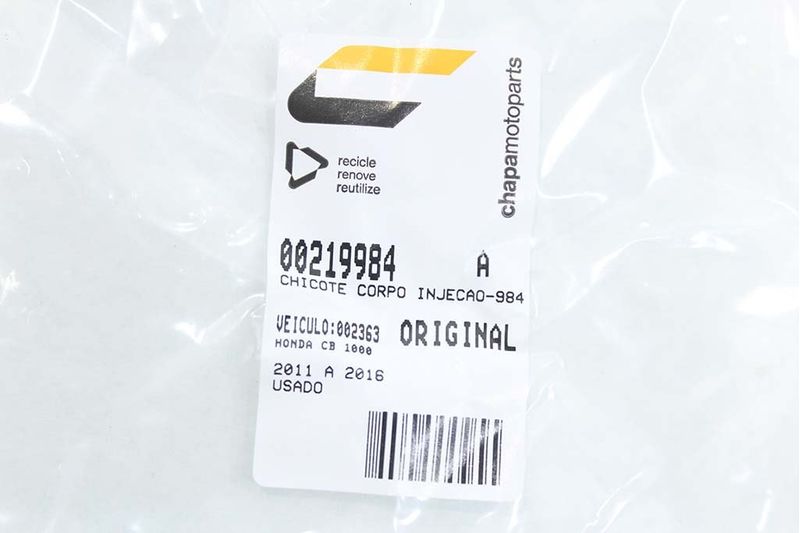 chapamotoparts
recicle
renove
reutilize
00219984 A
CHICOTE CORPO INJECAO-984
VEICULO:002363 ORIGINAL
HONDA CB 1000
2011 A 2016
USADO